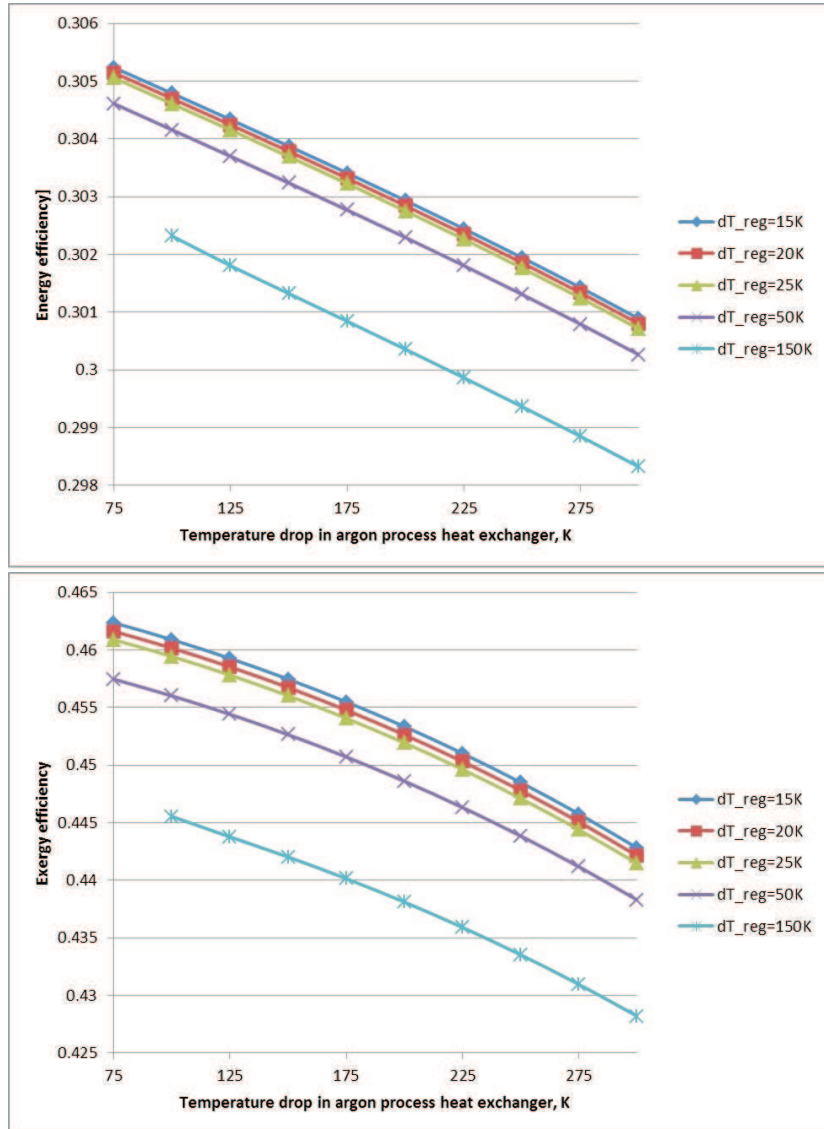 0.306
0.305
0.304
0.303
0.302
0.301
0.3
0.299
0.298
Energy efficiency]
75 125 175 225 275
Temperature drop in argon process heat exchanger, K
dT_reg=15K
dT_reg=20K
dT_reg=25K
dT_reg=50K
dT_reg=150K
0.465
0.46
0.455
0.45
0.445
0.44
0.435
0.43
0.425
Exergy efficiency
75 125 175 225 275
Temperature drop in argon process heat exchanger, K
dT_reg=15K
dT_reg=20K
dT_reg=25K
dT_reg=50K
dT_reg=150K